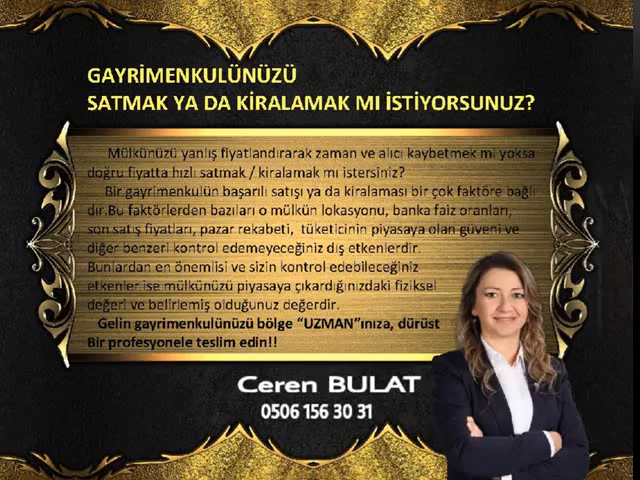 GAYRİMENKULÜNÜZÜ
SATMAK YA DA KİRALAMAK MI İSTİYORSUNUZ?
Mülkünüzü yanlış fiyatlandırarak zaman ve alıcı kaybetmek mi yoksa
doğru fiyatta hızlı satmak / kiralamak mı istersiniz?
Bir gayrimenkulün başarılı satışı ya da kiralaması bir çok faktöre bağlı
dır.Bu faktörlerden bazıları o mülkün lokasyonu, banka faiz oranları,
son satış fiyatları, pazar rekabeti, tüketicinin piyasaya olan güveni ve
diğer benzeri kontrol edemeyeceğiniz dış etkenlerdir.
Bunlardan en önemlisi ve sizin kontrol edebileceğiniz
etkenler ise mülkünüzü piyasaya çıkardığınızdaki fiziksel
değeri ve belirlemiş olduğunuz değerdir.
Gelin gayrimenkulünüzü bölge “UZMAN”ınıza, dürüst
Bir profesyonele teslim edin!!
Ceren BULAT
0506 156 30 31